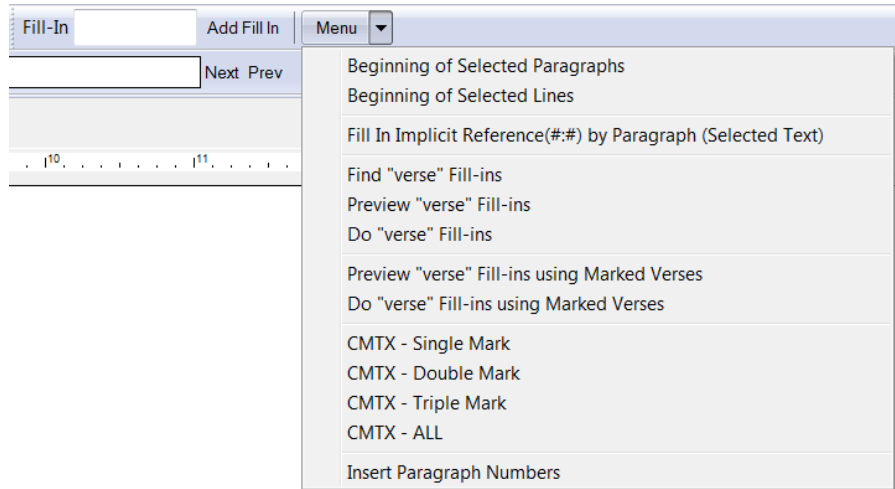 Fill-In Add Fill In Menu
Next Prev
10 11
Beginning of Selected Paragraphs
Beginning of Selected Lines
Fill In Implicit Reference(#:#) by Paragraph (Selected Text)
Find "verse" Fill-ins
Preview "verse" Fill-ins
Do "verse" Fill-ins
Preview "verse" Fill-ins using Marked Verses
Do "verse" Fill-ins using Marked Verses
CMTX - Single Mark
CMTX - Double Mark
CMTX - Triple Mark
CMTX - ALL
Insert Paragraph Numbers